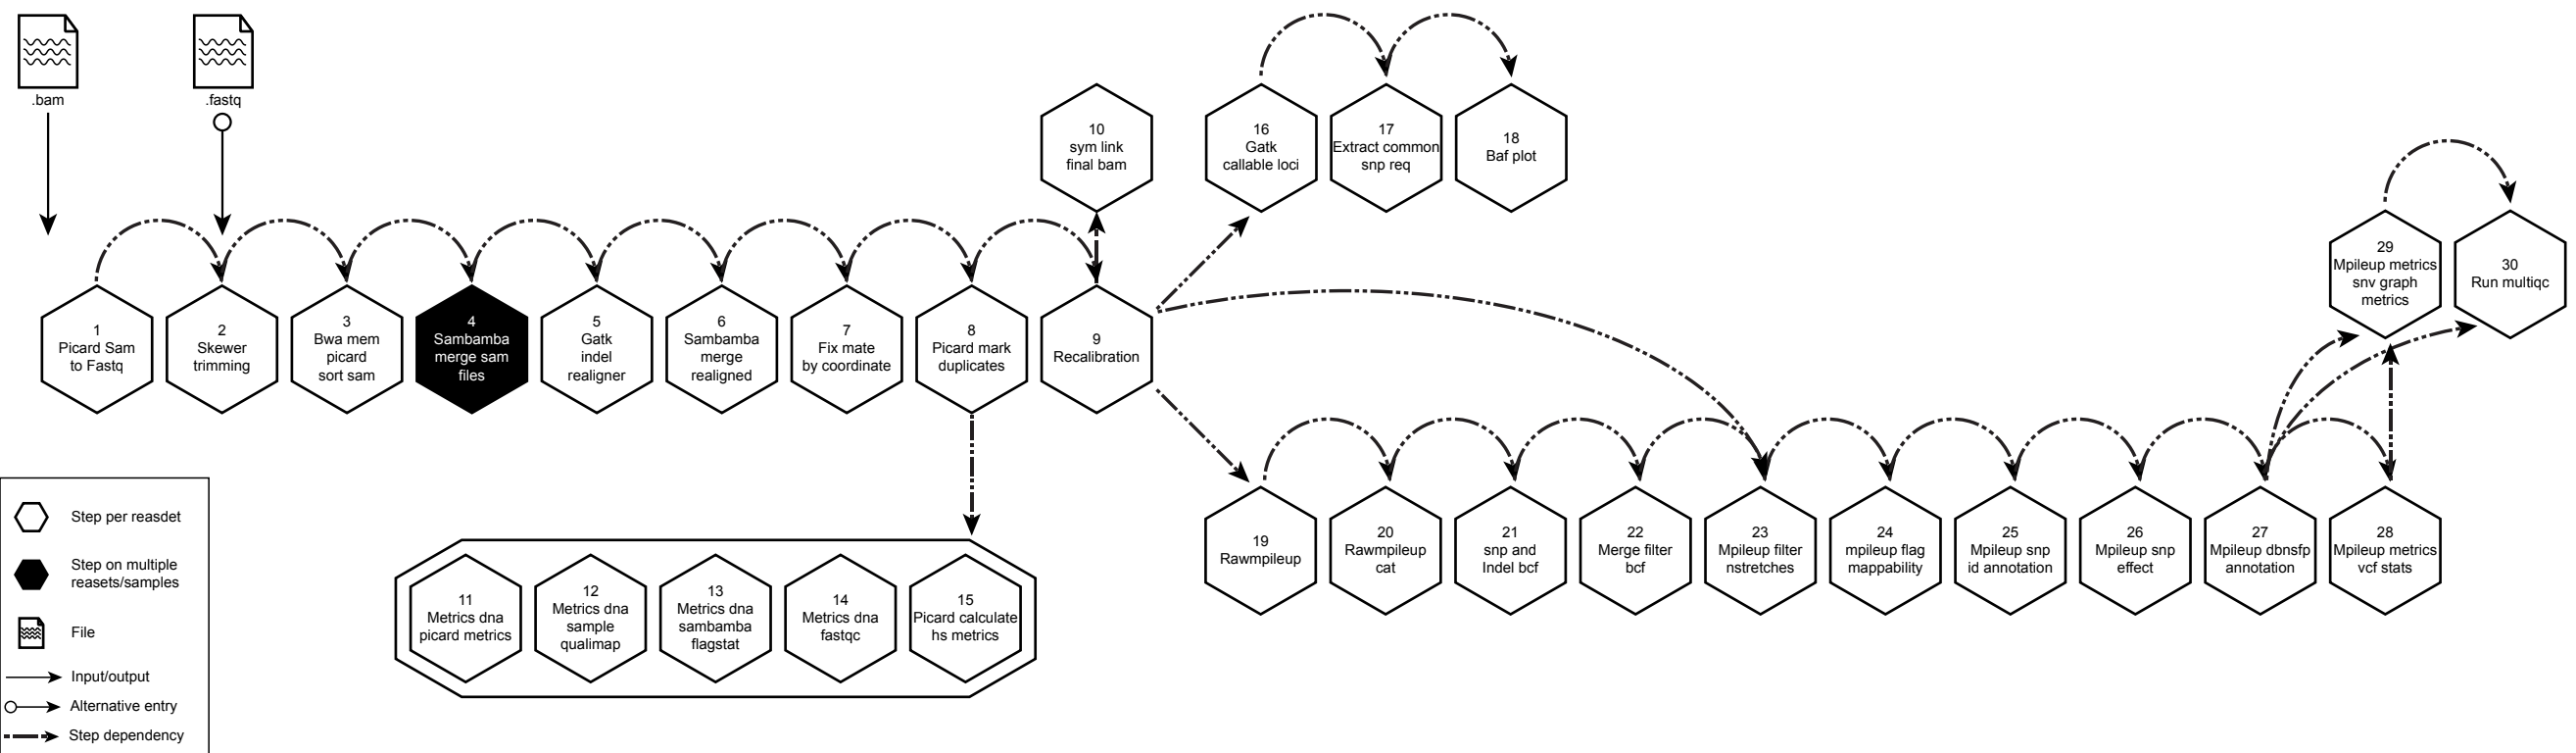 .bam
.fastq
1
Picard Sam
to Fastq
2
Skewer
trimming
3
Bwa mem
picard
sort sam
4
Sambamba
merge sam
files
5
Gatk
indel
realigner
6
Sambamba
merge
realigned
7
Fix mate
by coordinate
8
Picard mark
duplicates
9
Recalibration
10
sym link
final bam
11
Metrics dna
picard metrics
12
Metrics dna
sample
qualimap
13
Metrics dna
sambamba
flagstat
14
Metrics dna
fastqc
15
Picard calculate
hs metrics
16
Gatk
callable loci
17
Extract common
snp req
18
Baf plot
19
Rawmpileup
20
Rawmpileup
cat
21
snp and
Indel bcf
22
Merge filter
bcf
23
Mpileup filter
nstretches
24
mpileup flag
mappability
25
Mpileup snp
id annotation
26
Mpileup snp
effect
27
Mpileup dbnsfp
annotation
28
Mpileup metrics
vcf stats
29
Mpileup metrics
snv graph
metrics
30
Run multiqc
Step per reasdet
Step on multiple
reasets/samples
File
Input/output
Alternative entry
Step dependency